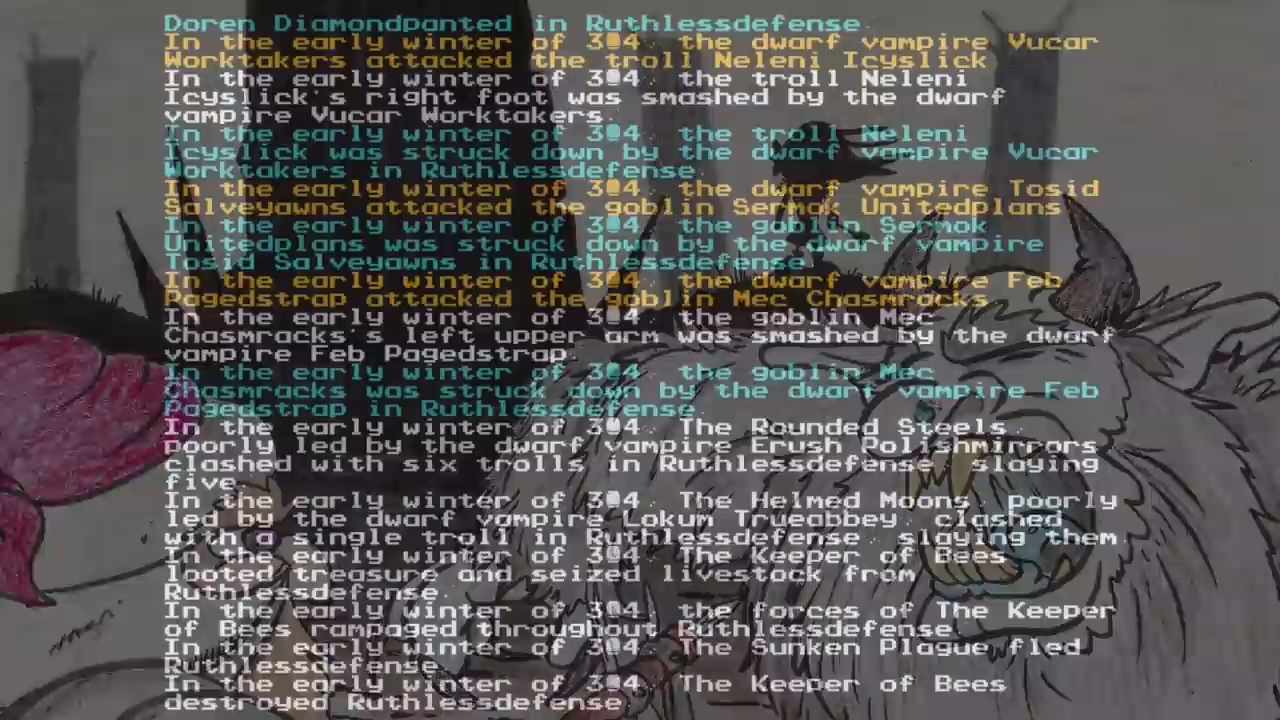 Doren Diamondpanted in Ruthlessdefense.
In the early winter of 304, the dwarf vampire Vucar
Worktakers attacked the troll Neleni Icyslick.
In the early winter of 304, the troll Neleni
Icyslick's right foot was smashed by the dwarf
vampire Vucar Worktakers.
In the early winter of 304, the troll Neleni
Icyslick was struck down by the dwarf vampire Vucar
Worktakers in Ruthlessdefense.
In the early winter of 304, the dwarf vampire Tosid
Salveyawns attacked the goblin Sermok Unitedplans.
In the early winter of 304, the goblin Sermok
Unitedplans was struck down by the dwarf vampire
Tosid Salveyawns in Ruthlessdefense.
In the early winter of 304, the dwarf vampire Feb
Pagedstrap attacked the goblin Mec Chasmracks.
In the early winter of 304, the goblin Mec
Chasmracks's left upper arm was smashed by the dwarf
vampire Feb Pagedstrap.
In the early winter of 304, the goblin Mec
Chasmracks was struck down by the dwarf vampire Feb
Pagedstrap in Ruthlessdefense.
In the early winter of 304, The Rounded Steels,
poorly led by the dwarf vampire Erush Polishmirrors,
clashed with six trolls in Ruthlessdefense, slaying
five.
In the early winter of 304, The Helmed Moons, poorly
led by the dwarf vampire Lokum Trueabbey, clashed
with a single troll in Ruthlessdefense, slaying them.
In the early winter of 304, The Keeper of Bees
looted treasure and seized livestock from
Ruthlessdefense.
In the early winter of 304, the forces of The Keeper
of Bees rampaged throughout Ruthlessdefense.
In the early winter of 304, The Sunken Plague fled
Ruthlessdefense.
In the early winter of 304, The Keeper of Bees
destroyed Ruthlessdefense.